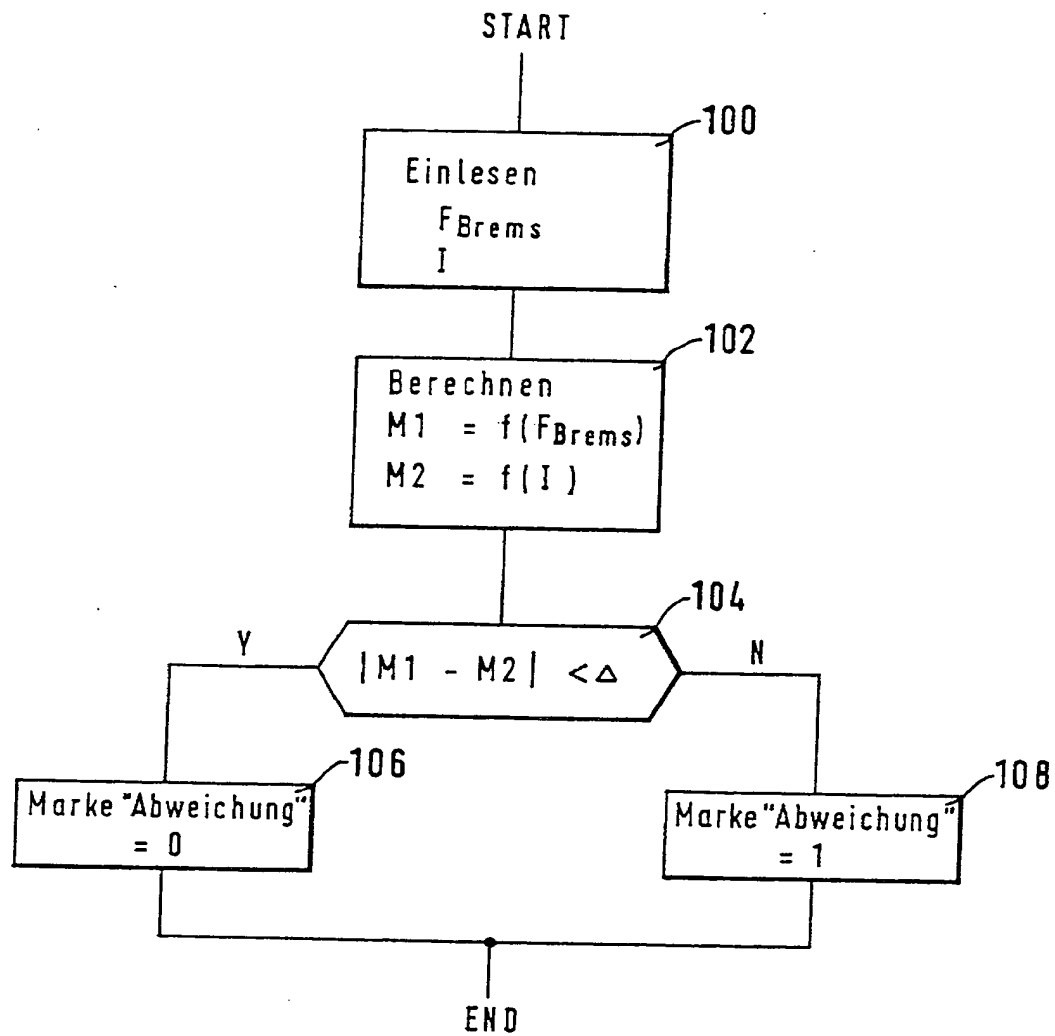 START
100
Einlesen
FBrems
I
102
Berechnen
M1 = f(FBrems)
M2 = f(I)
104
Y
|M1 - M2| < Δ
N
106
Marke "Abweichung"
= 0
108
Marke "Abweichung"
= 1
END